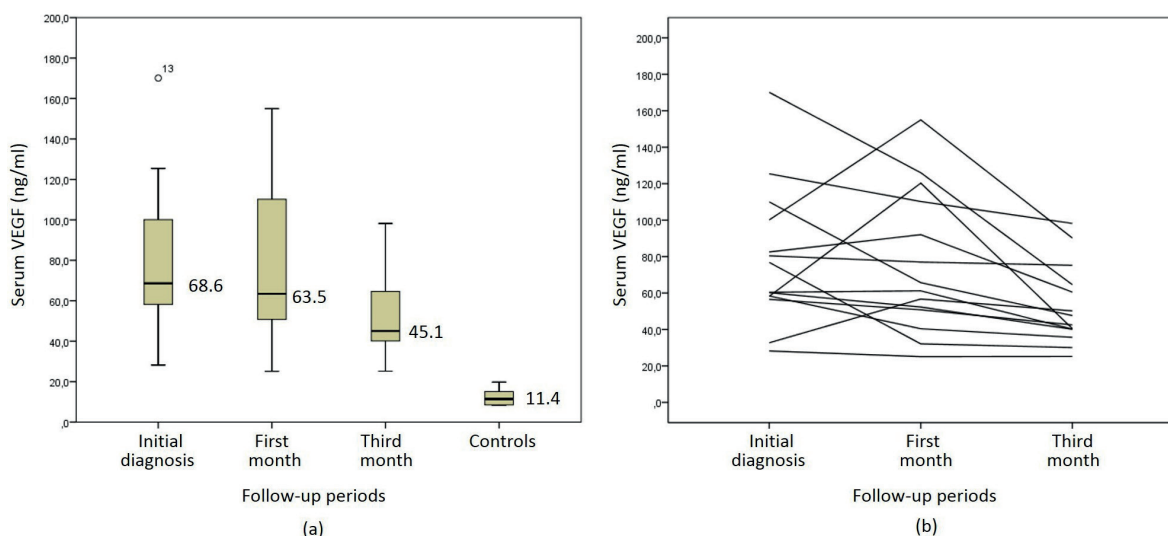 Serum VEGF (ng/ml)
200,0
180,0
160,0
140,0
120,0
100,0
80,0
60,0
40,0
20,0
,0
13
68.6
63.5
45.1
11.4
Initial
diagnosis
First
month
Third
month
Controls
Follow-up periods
(a)
Serum VEGF (ng/ml)
200,0
180,0
160,0
140,0
120,0
100,0
80,0
60,0
40,0
20,0
,0
Initial
diagnosis
First
month
Third
month
Follow-up periods
(b)